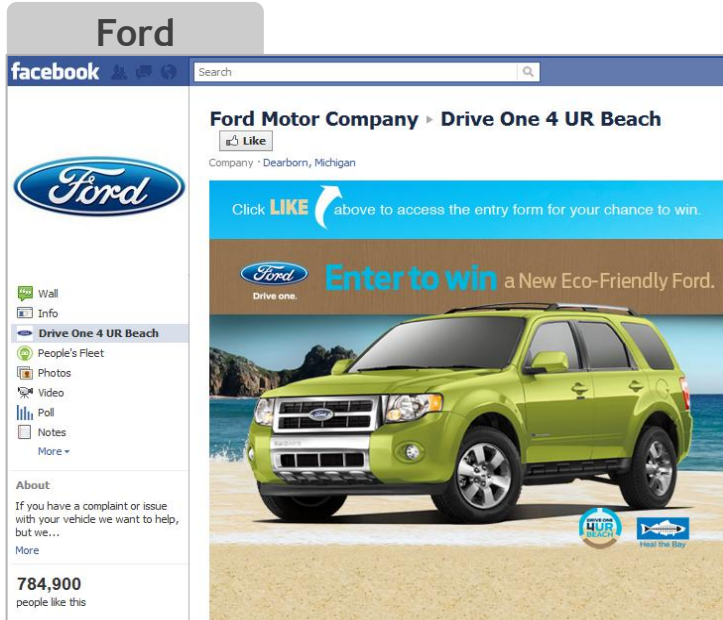 Ford
facebook
Search
Ford Motor Company ▸ Drive One 4 UR Beach
Like
Company · Dearborn, Michigan
Ford
Click LIKE above to access the entry form for your chance to win.
Ford
Drive one.
Enter to win a New Eco-Friendly Ford.
Wall
Info
Drive One 4 UR Beach
People's Fleet
Photos
Video
Poll
Notes
More
About
If you have a complaint or issue
with your vehicle we want to help,
but we...
More
784,900
people like this
Ford
DRIVE ONE
4UR
BEACH
Heal the Bay